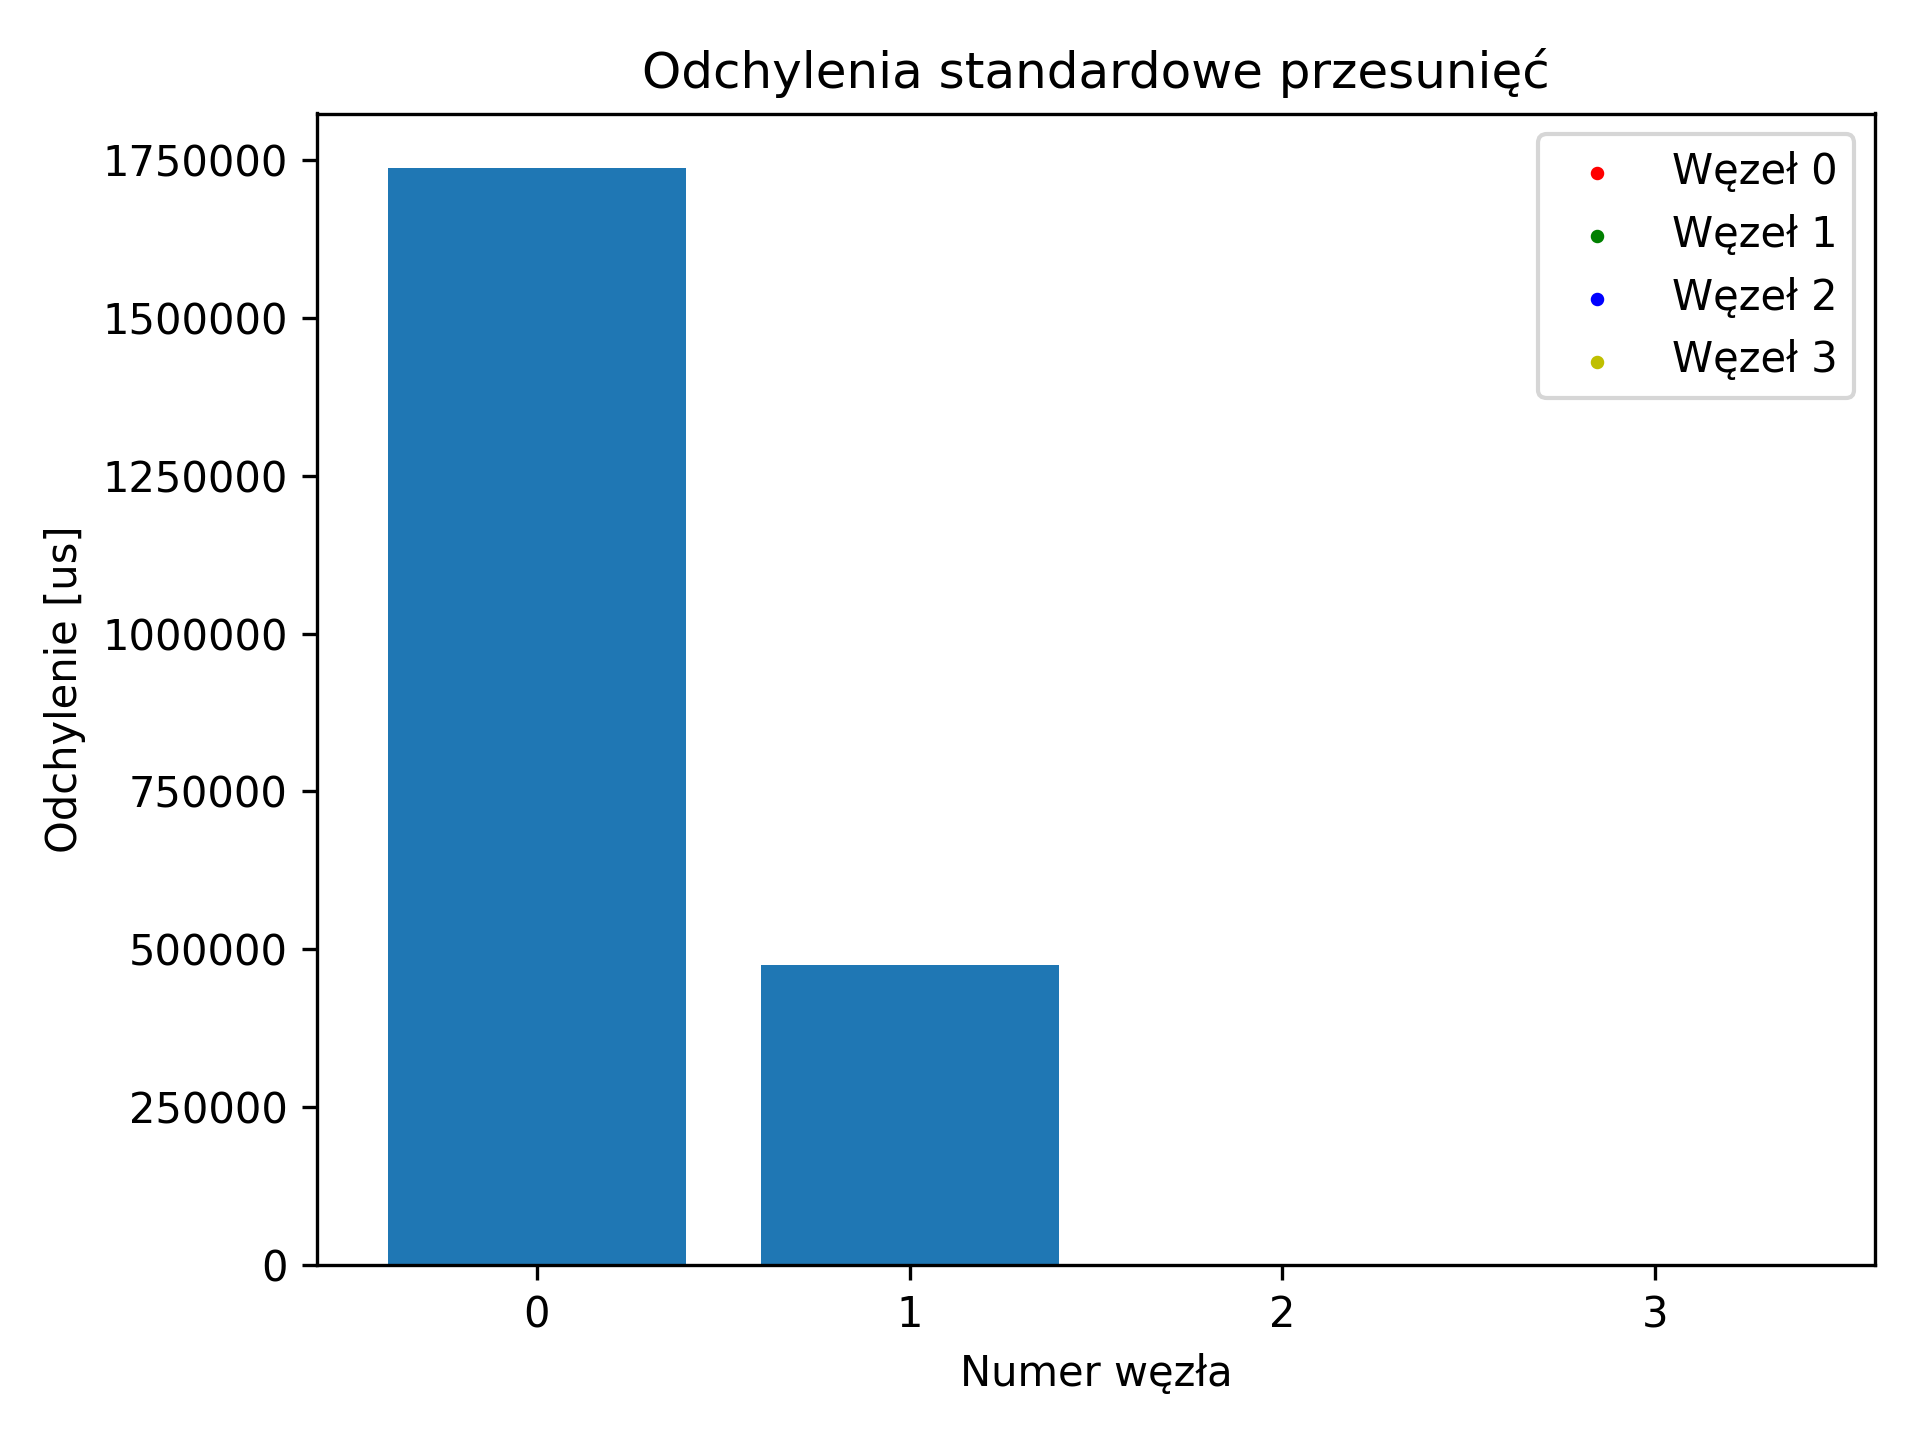 Odchylenia standardowe przesunięć
1750000
1500000
1250000
1000000
750000
500000
250000
0
Odchylenie [us]
Węzeł 0
Węzeł 1
Węzeł 2
Węzeł 3
0 1 2 3
Numer węzła